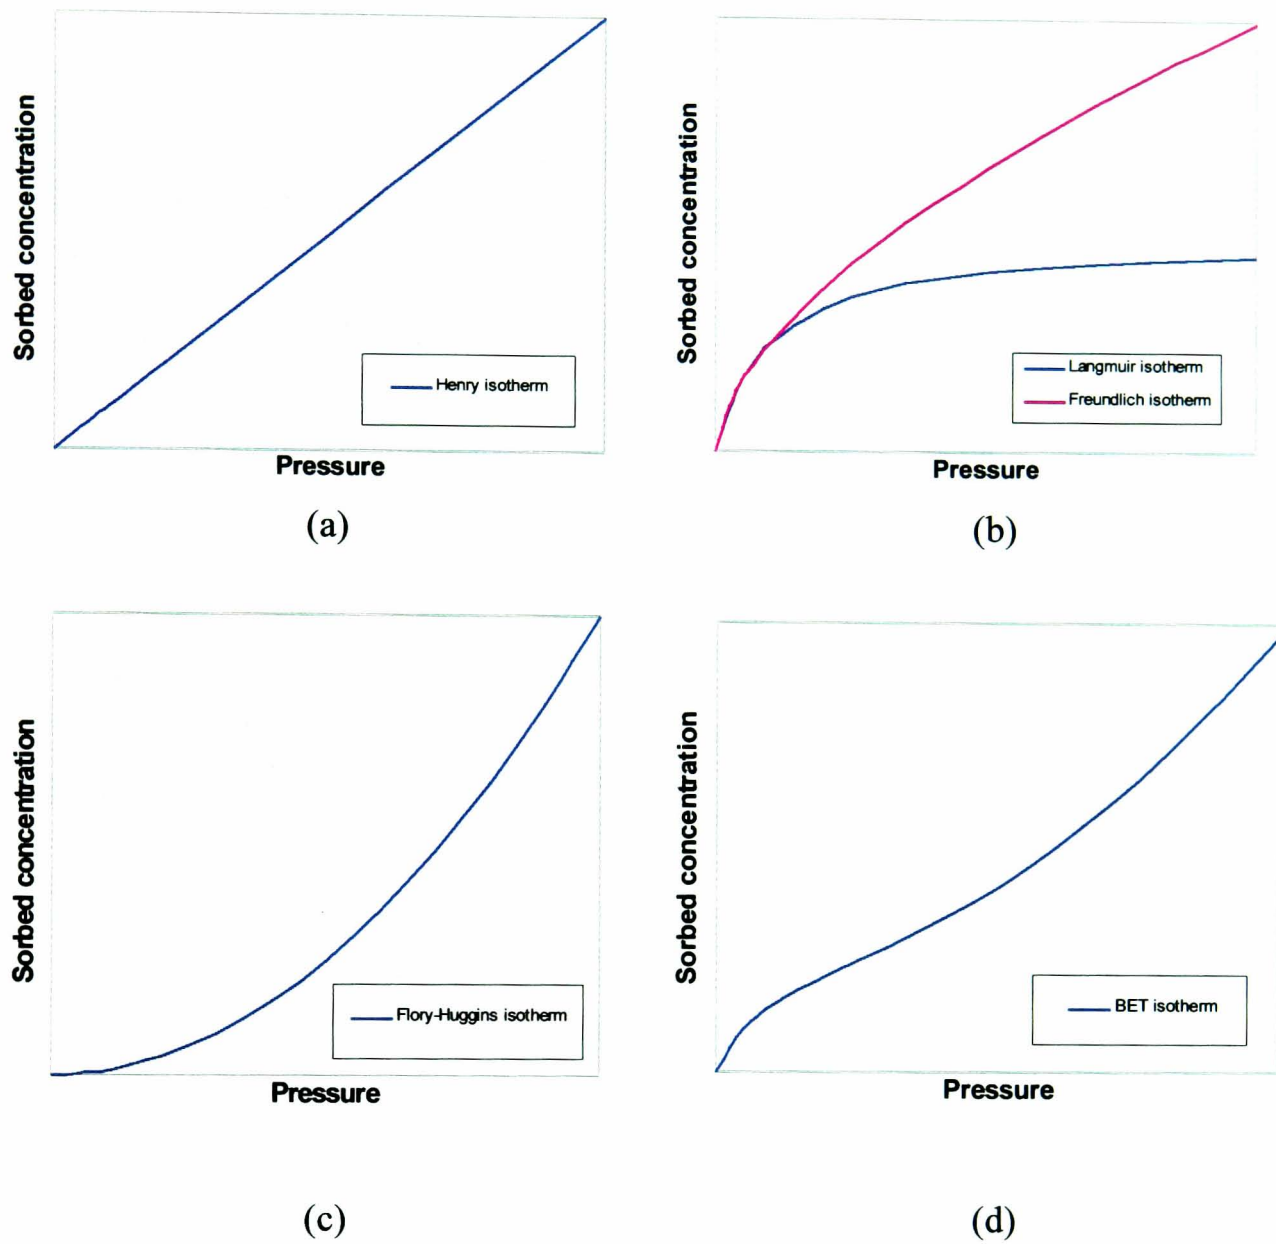 Sorbed concentration
Henry isotherm
Pressure
(a)
Sorbed concentration
Langmuir isotherm
Freundlich isotherm
Pressure
(b)
Sorbed concentration
Flory-Huggins isotherm
Pressure
(c)
Sorbed concentration
BET isotherm
Pressure
(d)